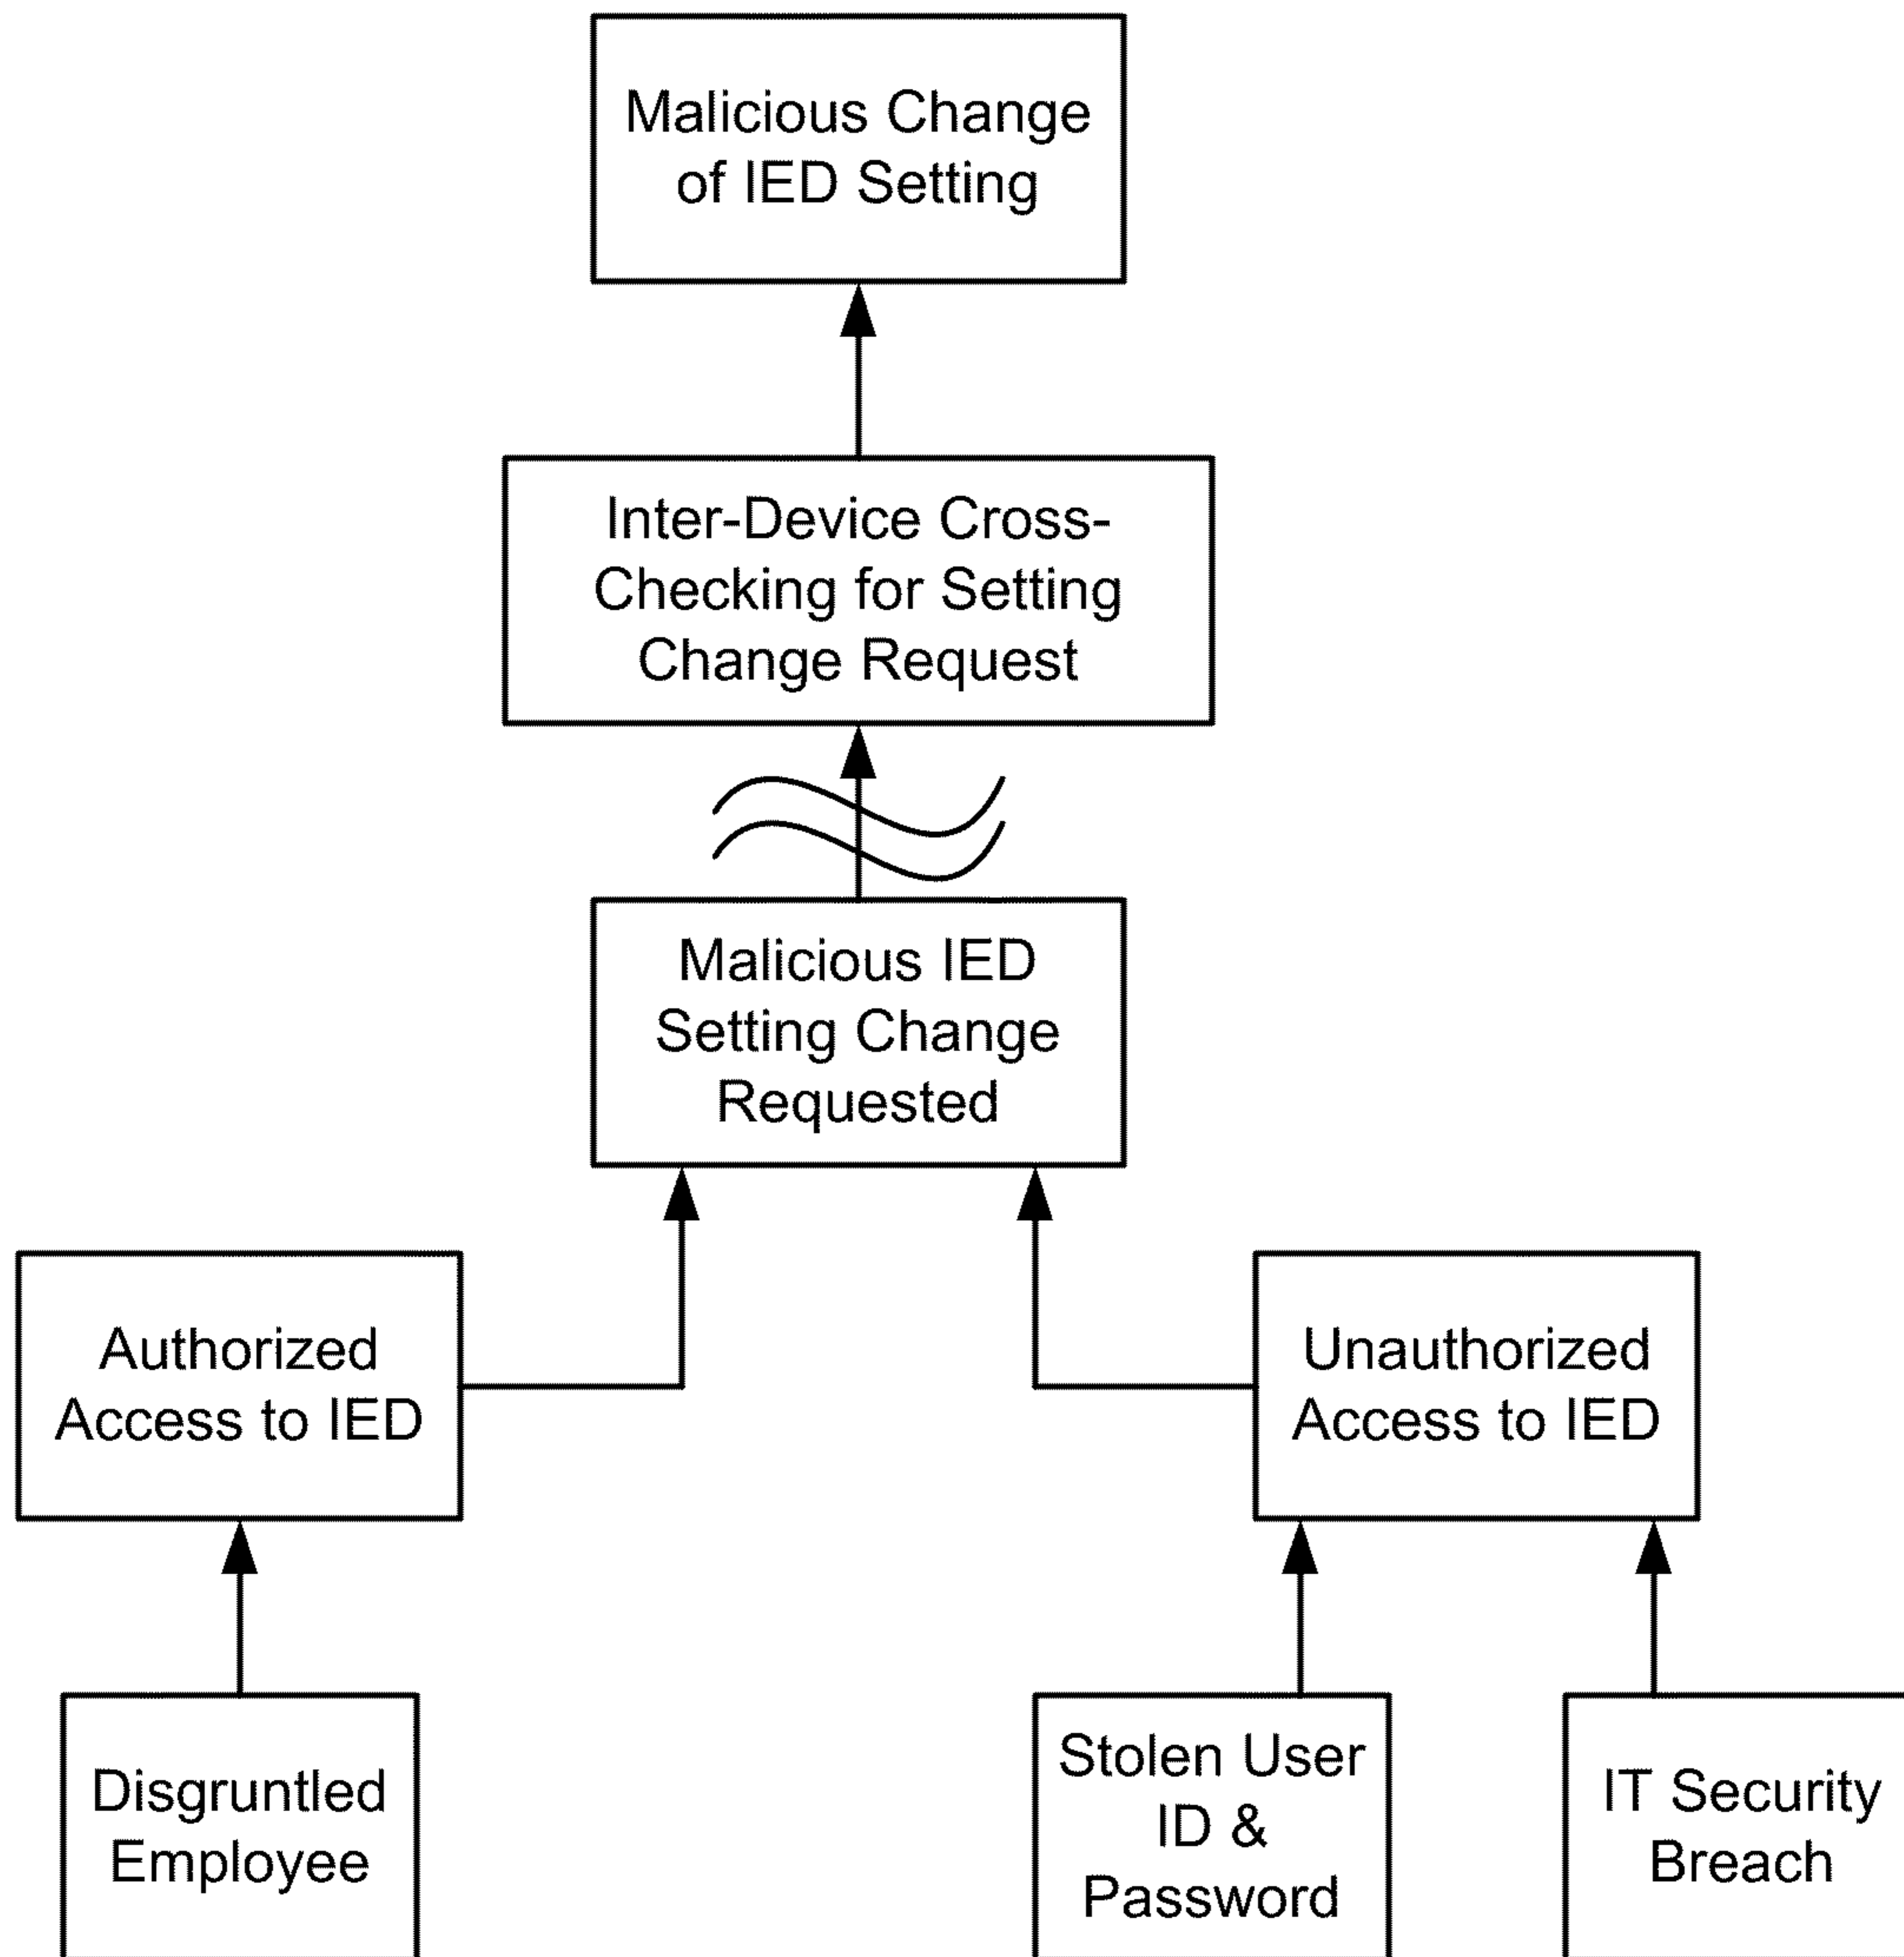 Malicious Change
of IED Setting
Inter-Device Cross-
Checking for Setting
Change Request
Malicious IED
Setting Change
Requested
Authorized
Access to IED
Unauthorized
Access to IED
Disgruntled
Employee
Stolen User
ID &
Password
IT Security
Breach